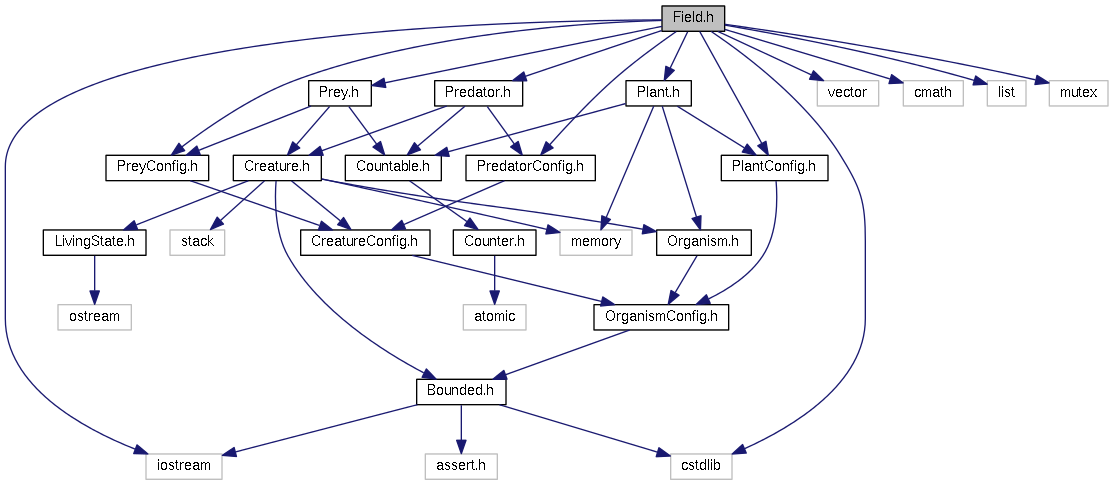 Field.h
Prey.h
Predator.h
Plant.h
vector
cmath
list
mutex
PreyConfig.h
Creature.h
Countable.h
PredatorConfig.h
PlantConfig.h
LivingState.h
stack
CreatureConfig.h
Counter.h
memory
Organism.h
ostream
atomic
OrganismConfig.h
Bounded.h
iostream
assert.h
cstdlib